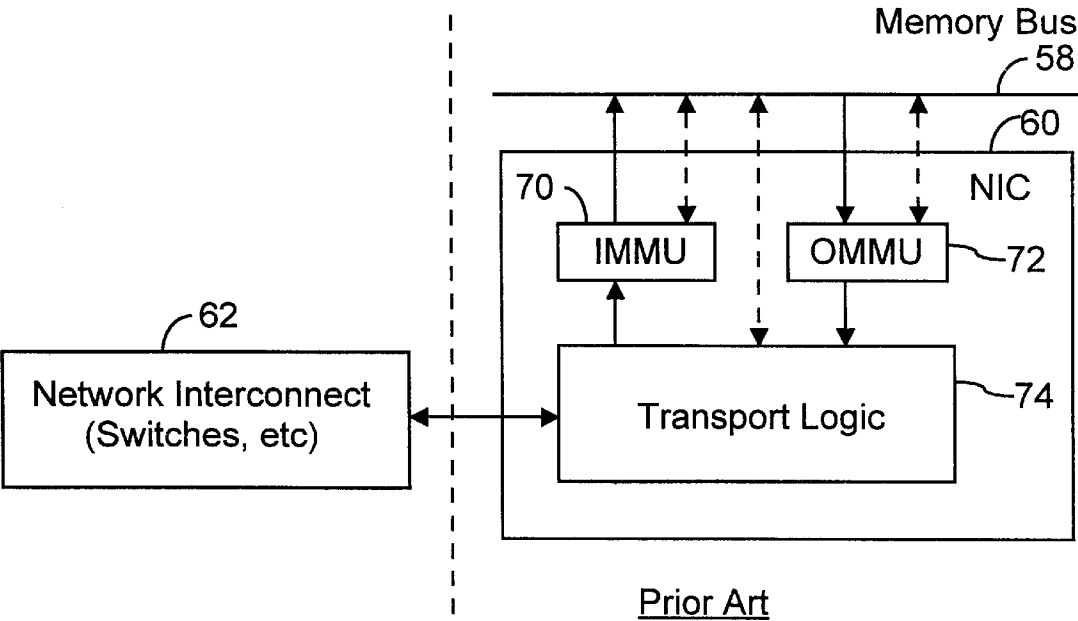 Memory Bus
58
60
NIC
70
IMMU
OMMU
72
62
Network Interconnect
(Switches, etc)
Transport Logic
74
Prior Art